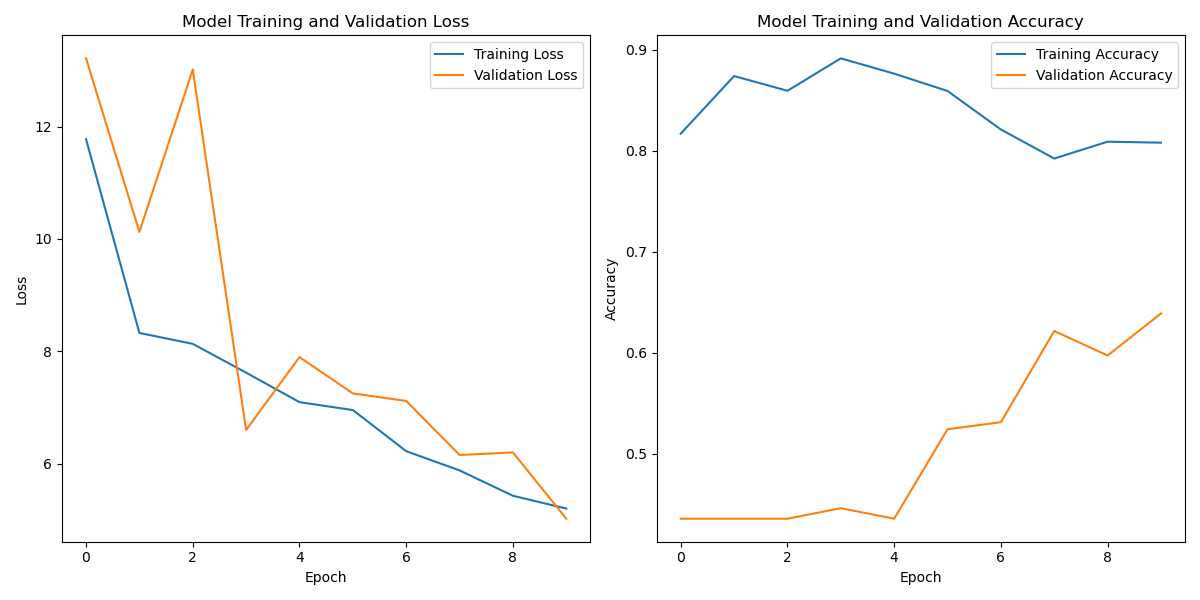 Model Training and Validation Loss
Training Loss
Validation Loss
12
10
8
6
Loss
0 2 4 6 8
Epoch
Model Training and Validation Accuracy
Training Accuracy
Validation Accuracy
0.9
0.8
0.7
0.6
0.5
Accuracy
0 2 4 6 8
Epoch